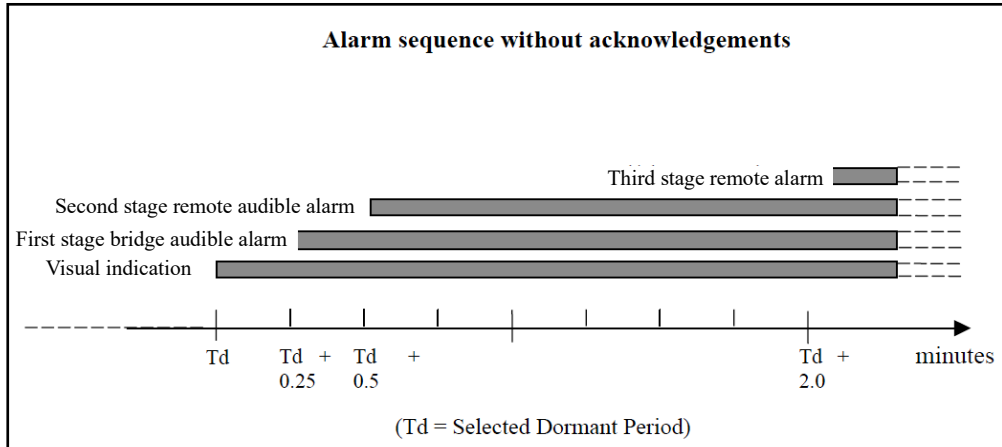 Alarm sequence without acknowledgements
Third stage remote alarm
Second stage remote audible alarm
First stage bridge audible alarm
Visual indication
Td Td + Td + Td + minutes
0.25 0.5 2.0
(Td = Selected Dormant Period)